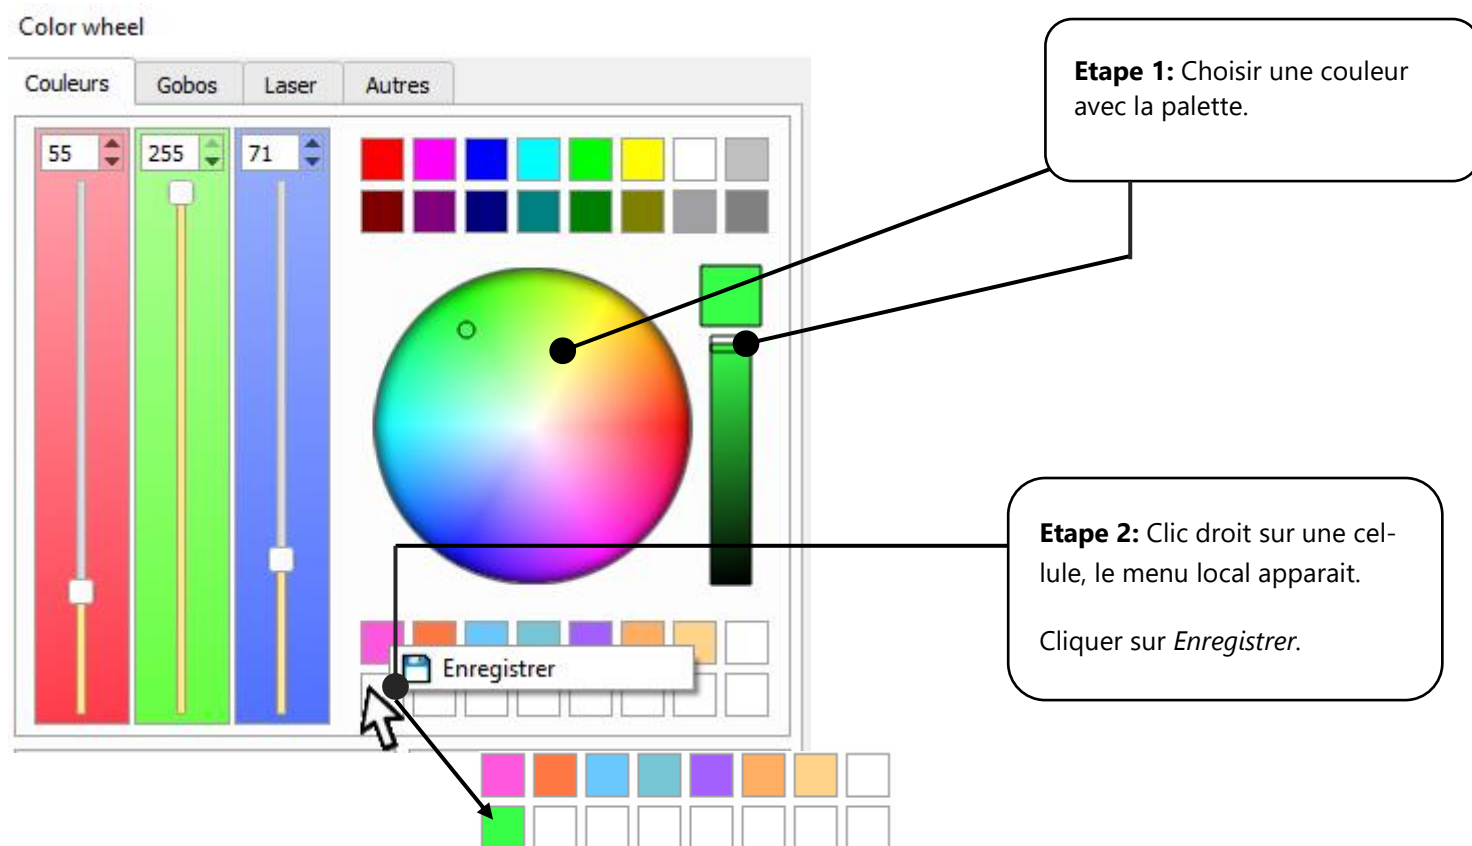 Color wheel
Couleurs
Gobos
Laser
Autres
55
255
71
Etape 1: Choisir une couleur
avec la palette.
Etape 2: Clic droit sur une cel-
lule, le menu local apparait.
Cliquer sur Enregistrer.
Enregistrer